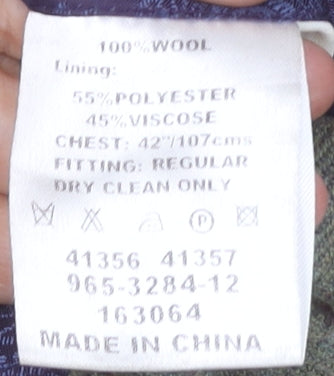 100% WOOL
Lining:
55%POLYESTER
45%VISCOSE
CHEST: 42"/107cms
FITTING: REGULAR
DRY CLEAN ONLY
P
41356 41357
965-3284-12
163064
MADE IN CHINA